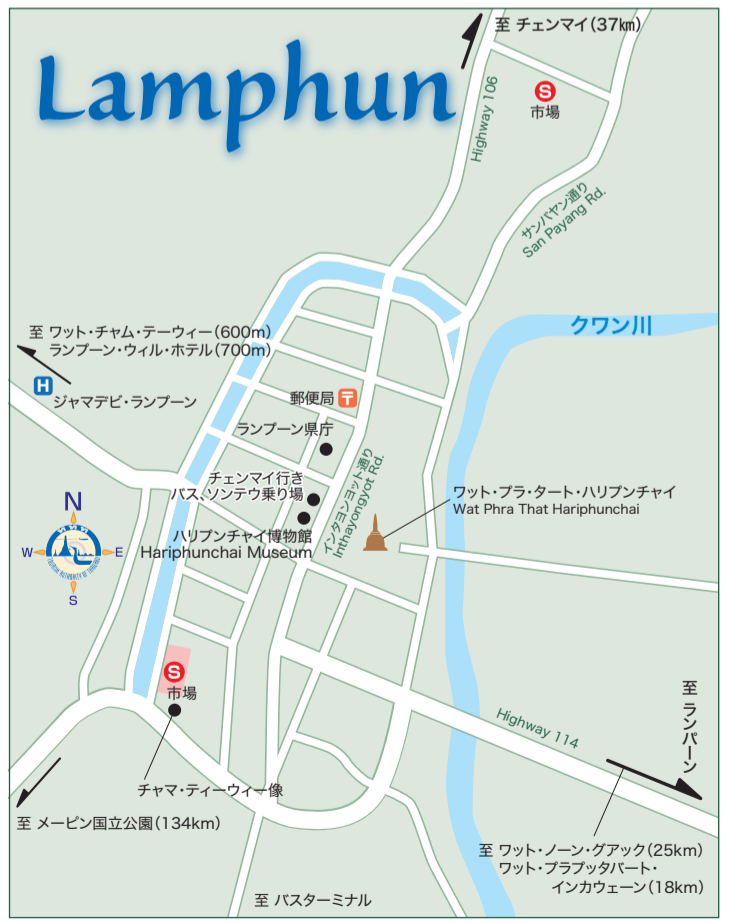 至 チェンマイ(37㎞)
Lamphun
S
市場
Highway 106
サンパヤン通り
San Payang Rd.
クワン川
至 ワット・チャム・テーウィー(600m)
ランプーン・ウィル・ホテル(700m)
H
ジャマデビ・ランプーン
郵便局
〒
ランプーン県庁
チェンマイ行き
バス、ソンテウ乗り場
インタヨンヨット通り
Inthayongyot Rd.
ワット・プラ・タート・ハリプンチャイ
Wat Phra That Hariphunchai
ハリプンチャイ博物館
Hariphunchai Museum
N
W
E
S
S
市場
至 ランパーン
Highway 114
チャマ・ティーウィー像
至 メーピン国立公園(134km)
至 ワット・ノーン・グアック(25km)
ワット・プラプッタバート・
インカウェーン(18km)
至 バスターミナル